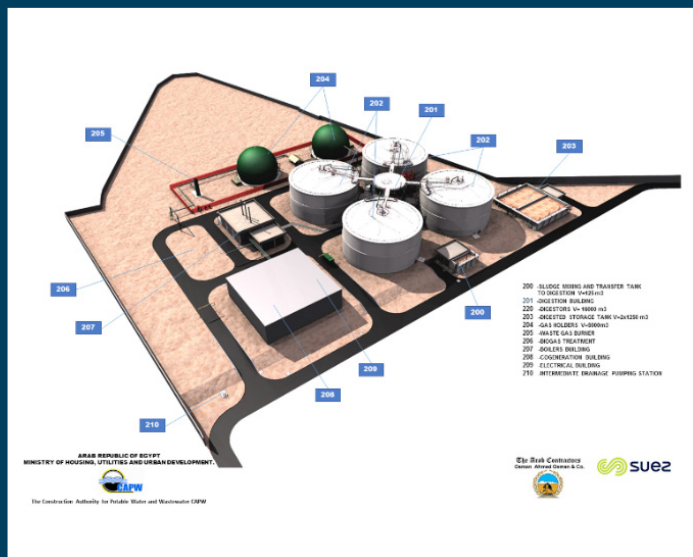 204
202
201
202
203
205
206
207
200
209
208
210
200 -SLUDGE MIXING AND TRANSFER TANK
TO DIGESTION V=425 m3
201 -DIGESTION BUILDING
220 -DIGESTORS V= 16000 m3
203 -DIGESTED STORAGE TANK V=2x1250 m3
204 -GAS HOLDERS V=5000m3
205 -WASTE GAS BURNER
206 -BIOGAS TREATMENT
207 -BOILERS BUILDING
208 -COGENERATION BUILDING
209 -ELECTRICAL BUILDING
210 -INTERMEDIATE DRAINAGE PUMPING STATION
ARAB REPUBLIC OF EGYPT
MINISTRY OF HOUSING, UTILITIES AND URBAN DEVELOPMENT.
CAPW
The Construction Authority for Potable Water and Wastewater CAPW
The Arab Contractors
Osman Ahmed Osman & Co.
suez